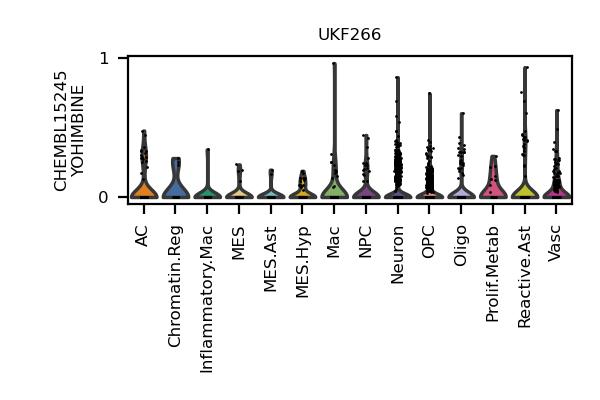 UKF266
CHEMBL15245
YOHIMBINE
1
0
AC
Chromatin.Reg
Inflammatory.Mac
MES
MES.Ast
MES.Hyp
Mac
NPC
Neuron
OPC
Oligo
Prolif.Metab
Reactive.Ast
Vasc